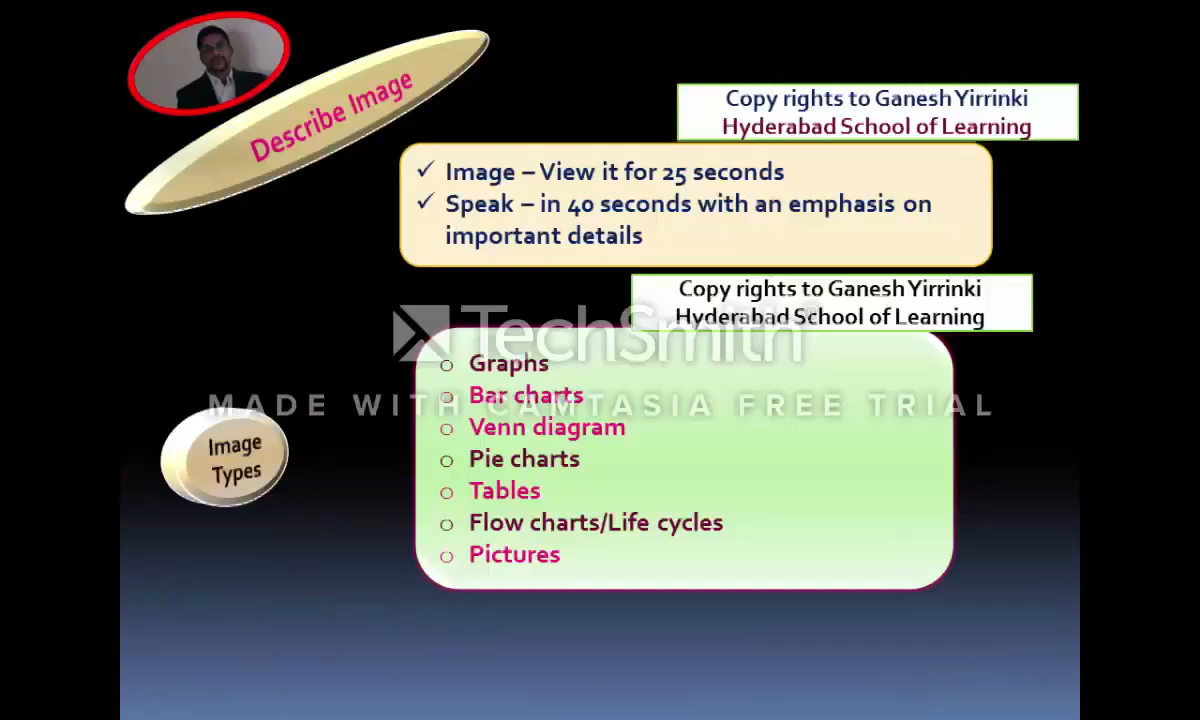 Describe Image
Copy rights to Ganesh Yirrinki
Hyderabad School of Learning
✓ Image – View it for 25 seconds
✓ Speak – in 40 seconds with an emphasis on
important details
Copy rights to Ganesh Yirrinki
Hyderabad School of Learning
TechSmith®
MADE WITH CAMTASIA FREE TRIAL
Image
Types
o Graphs
o Bar charts
o Venn diagram
o Pie charts
o Tables
o Flow charts/Life cycles
o Pictures